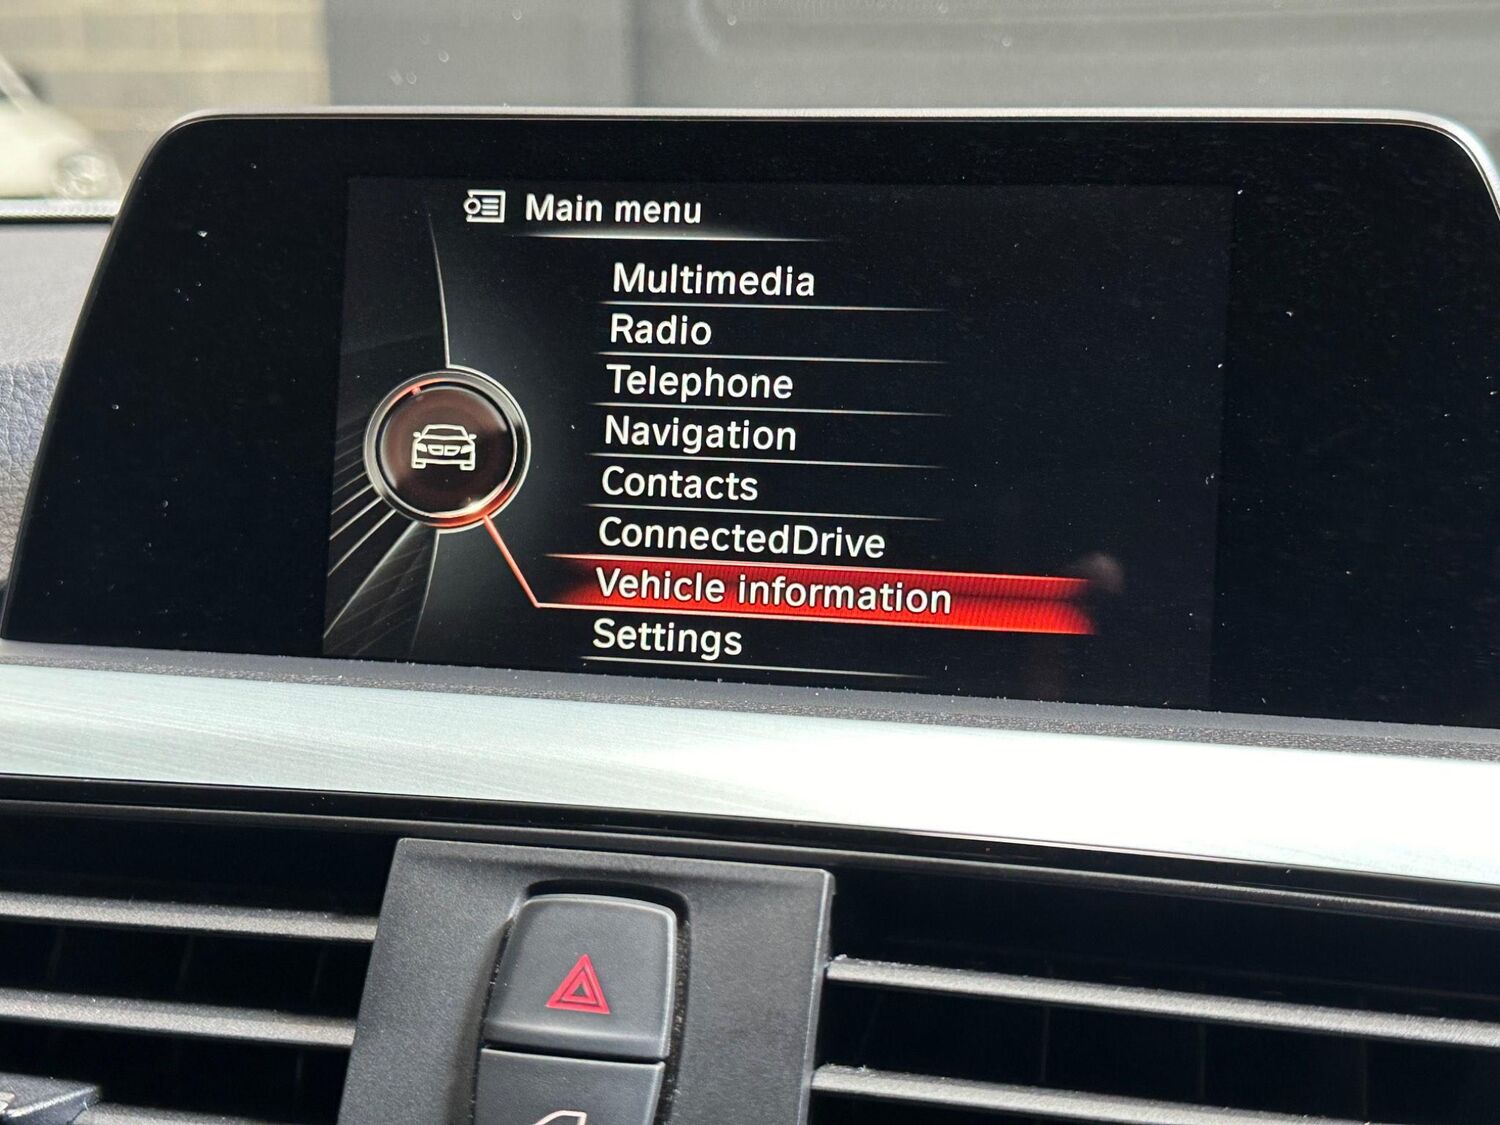 Main menu
Multimedia
Radio
Telephone
Navigation
Contacts
ConnectedDrive
Vehicle information
Settings